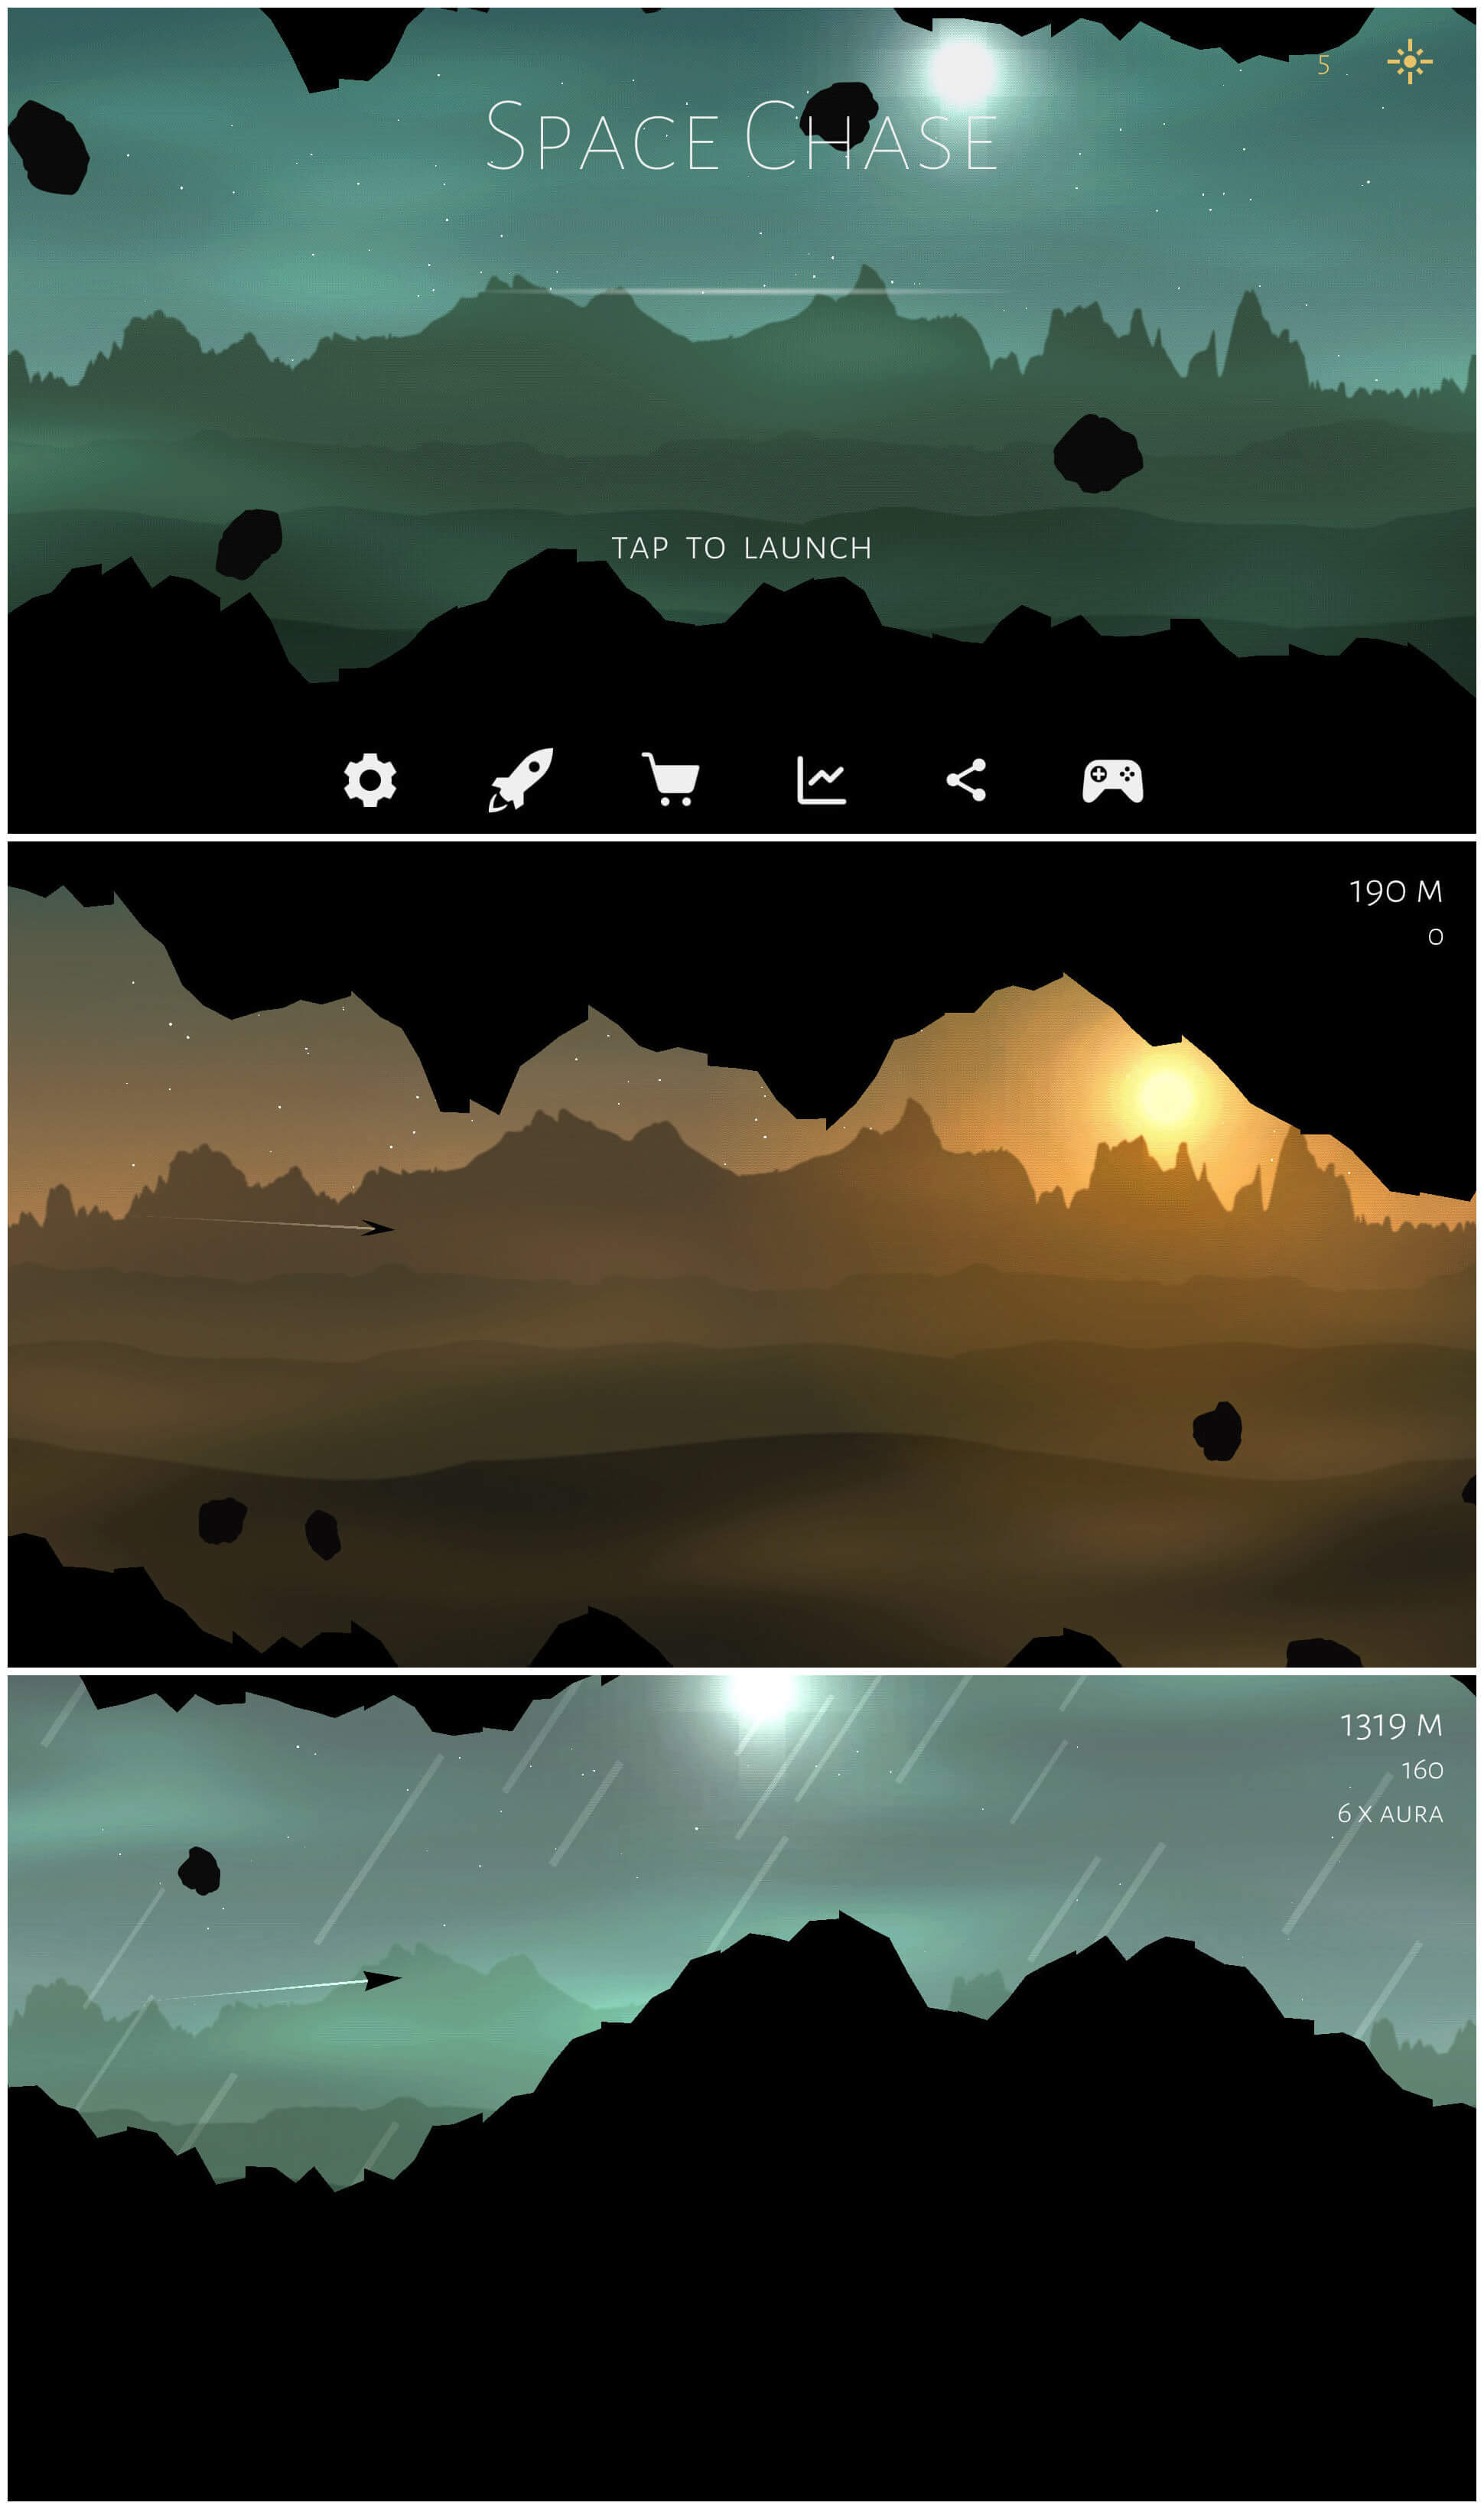 5
SPACE CHASE
TAP TO LAUNCH
190 M
0
1319 M
160
6 X AURA